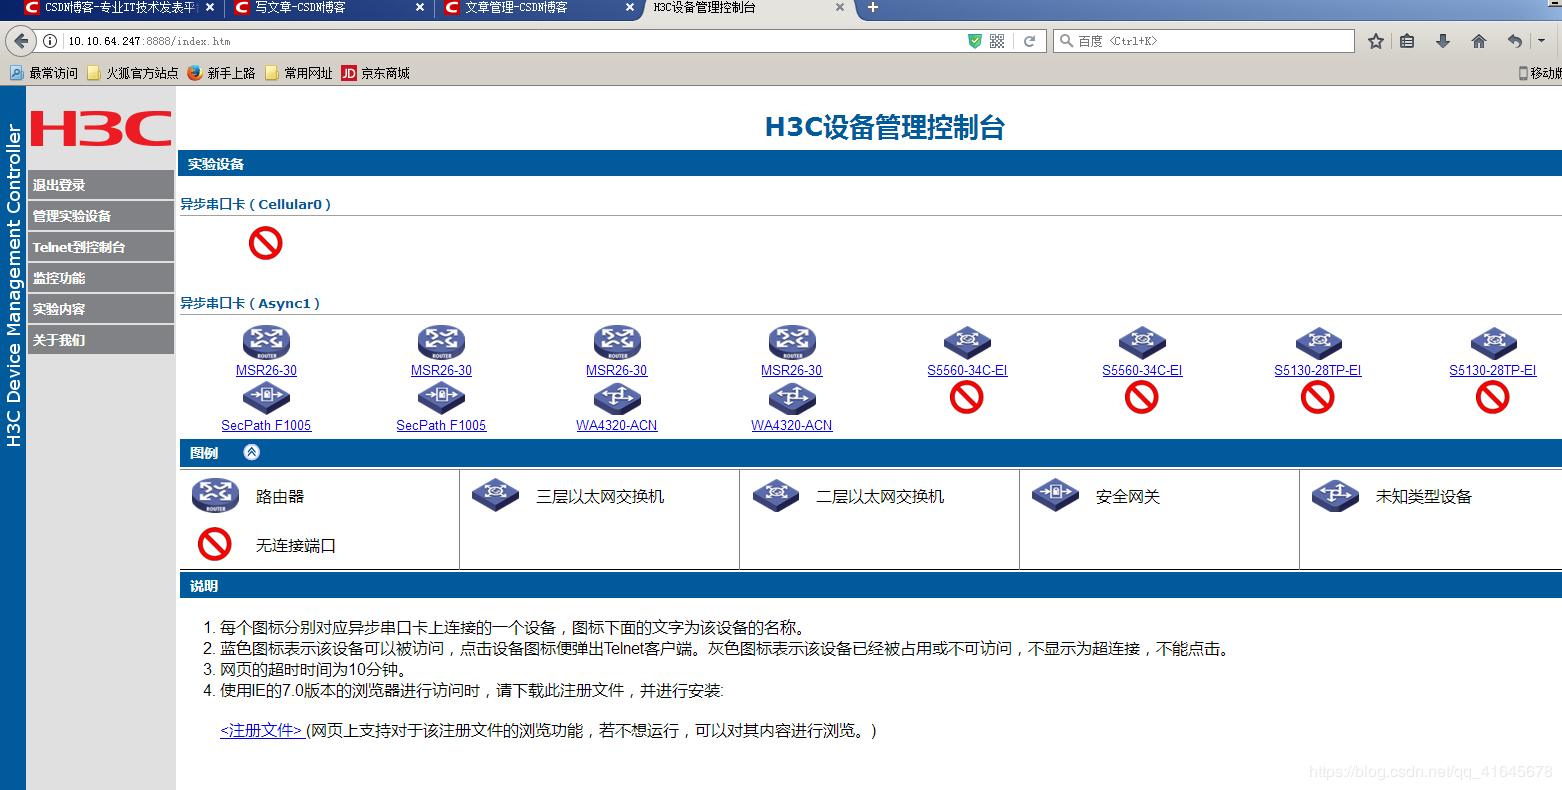 CSDN博客-专业IT技术发表平
写文章-CSDN博客
文章管理-CSDN博客
H3C设备管理控制台
10.10.64.247:8888/index.htm
百度 <Ctrl+K>
最常访问 火狐官方站点 新手上路 常用网址 JD 京东商城 移动版
H3C Device Management Controller
H3C
退出登录
管理实验设备
Telnet到控制台
监控功能
实验内容
关于我们
H3C设备管理控制台
实验设备
异步串口卡（Cellular0）
异步串口卡（Async1）
ROUTER ROUTER ROUTER ROUTER
MSR26-30 MSR26-30 MSR26-30 MSR26-30 S5560-34C-EI S5560-34C-EI S5130-28TP-EI S5130-28TP-EI
SecPath F1005 SecPath F1005 WA4320-ACN WA4320-ACN
图例
ROUTER 路由器 三层以太网交换机 二层以太网交换机 安全网关 未知类型设备
无连接端口
说明
1. 每个图标分别对应异步串口卡上连接的一个设备，图标下面的文字为该设备的名称。
2. 蓝色图标表示该设备可以被访问，点击设备图标便弹出Telnet客户端。灰色图标表示该设备已经被占用或不可访问，不显示为超连接，不能点击。
3. 网页的超时时间为10分钟。
4. 使用IE的7.0版本的浏览器进行访问时，请下载此注册文件，并进行安装:
<注册文件> (网页上支持对于该注册文件的浏览功能，若不想运行，可以对其内容进行浏览。)
https://blog.csdn.net/qq_41645678